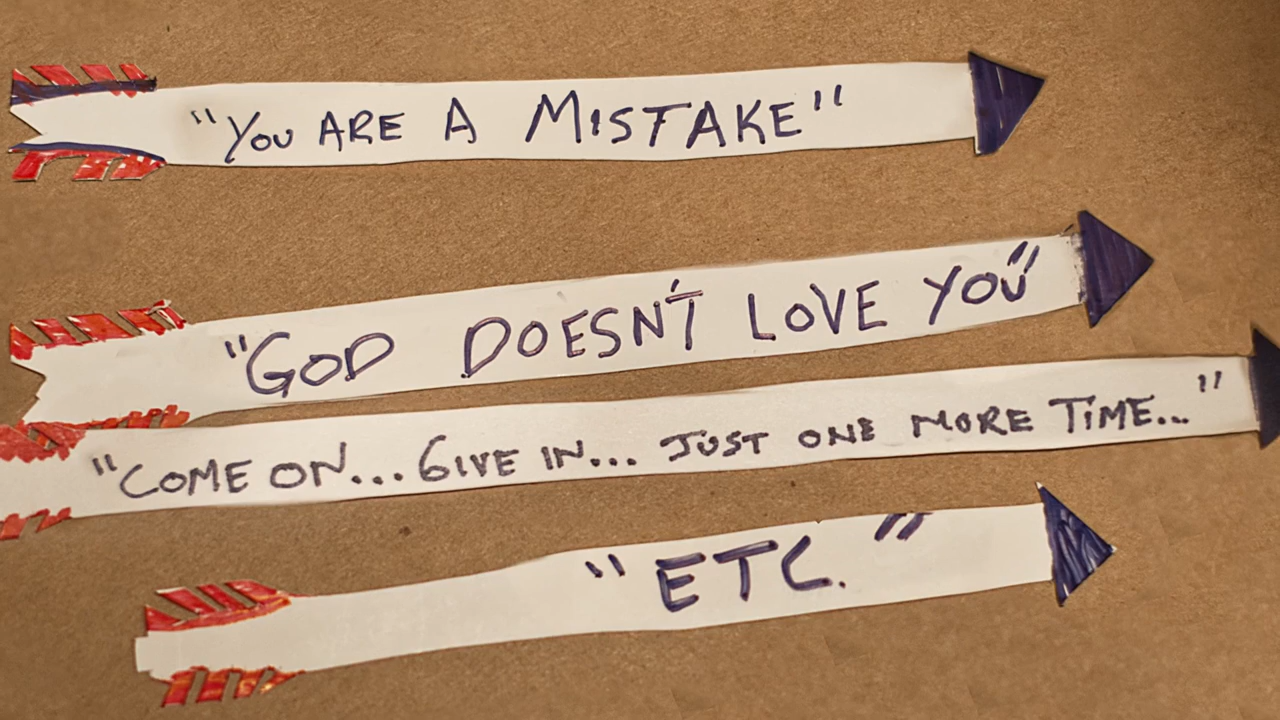 "You ARE A MISTAKE"
"GOD DOESN'T LOVE YOU"
"COME ON... GIVE IN... JUST ONE MORE TIME..."
"ETC."